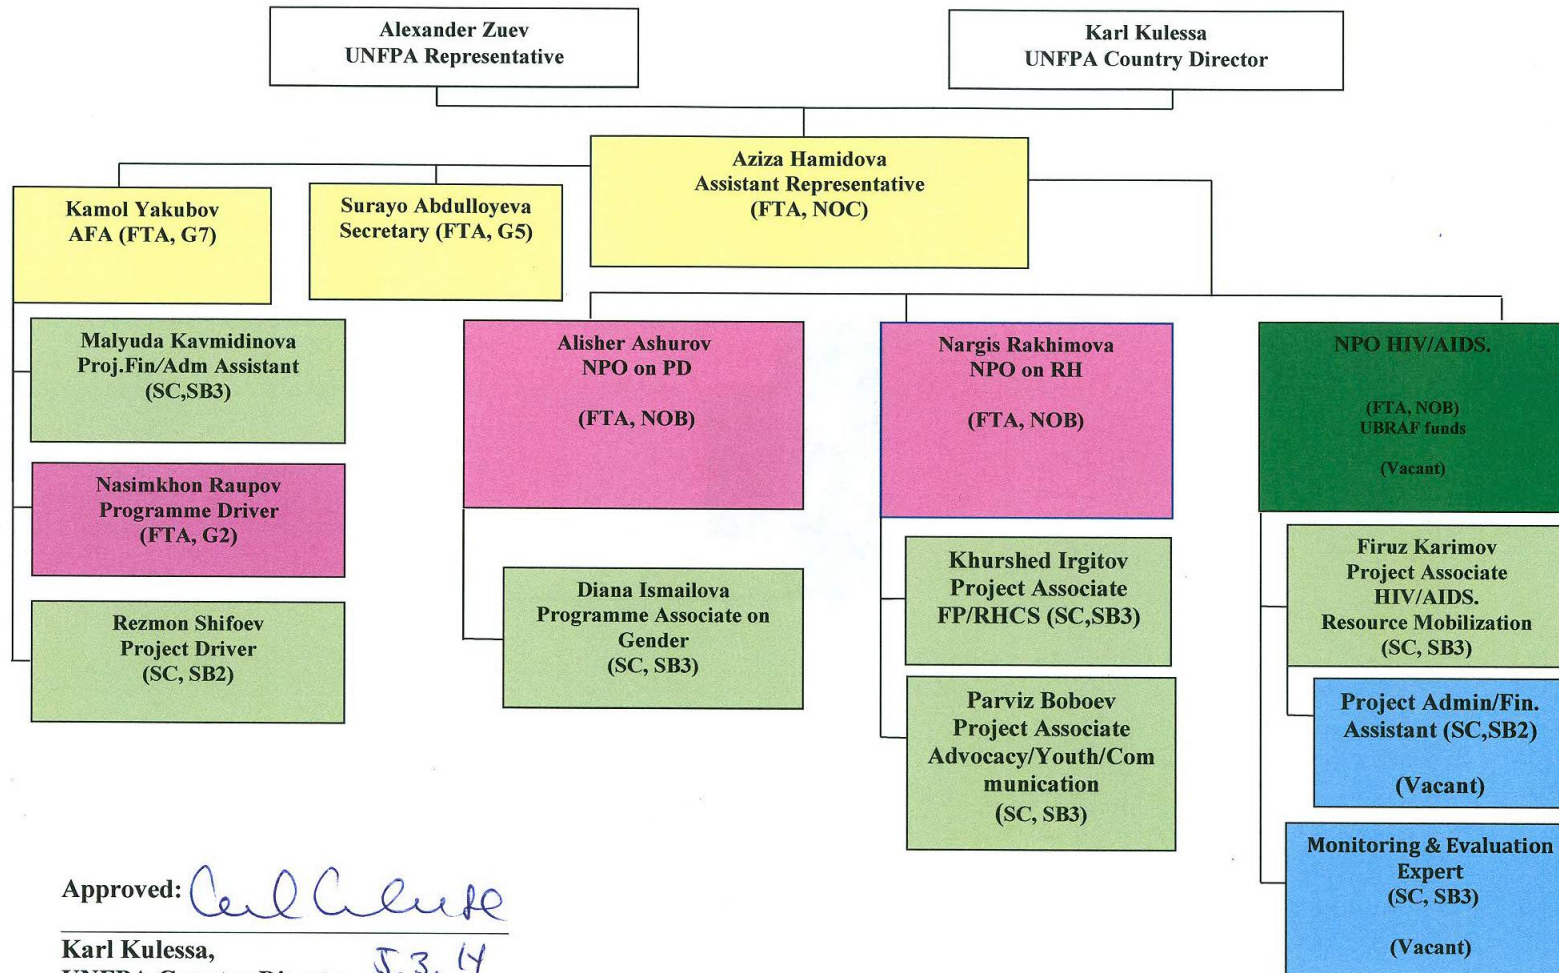 Alexander Zuev
UNFPA Representative
Karl Kulessa
UNFPA Country Director
Aziza Hamidova
Assistant Representative
(FTA, NOC)
Kamol Yakubov
AFA (FTA, G7)
Surayo Abdulloyeva
Secretary (FTA, G5)
Malyuda Kavmidinova
Proj.Fin/Adm Assistant
(SC,SB3)
Nasimkhon Raupov
Programme Driver
(FTA, G2)
Rezmon Shifoev
Project Driver
(SC, SB2)
Alisher Ashurov
NPO on PD
(FTA, NOB)
Diana Ismailova
Programme Associate on
Gender
(SC, SB3)
Nargis Rakhimova
NPO on RH
(FTA, NOB)
Khurshed Irgitov
Project Associate
FP/RHCS (SC,SB3)
Parviz Boboev
Project Associate
Advocacy/Youth/Com
munication
(SC, SB3)
NPO HIV/AIDS.
(FTA, NOB)
UBRAF funds
(Vacant)
Firuz Karimov
Project Associate
HIV/AIDS.
Resource Mobilization
(SC, SB3)
Project Admin/Fin.
Assistant (SC,SB2)
(Vacant)
Monitoring & Evaluation
Expert
(SC, SB3)
(Vacant)
Approved:
Karl Kulessa,
5.3.14
UNFPA Country Director